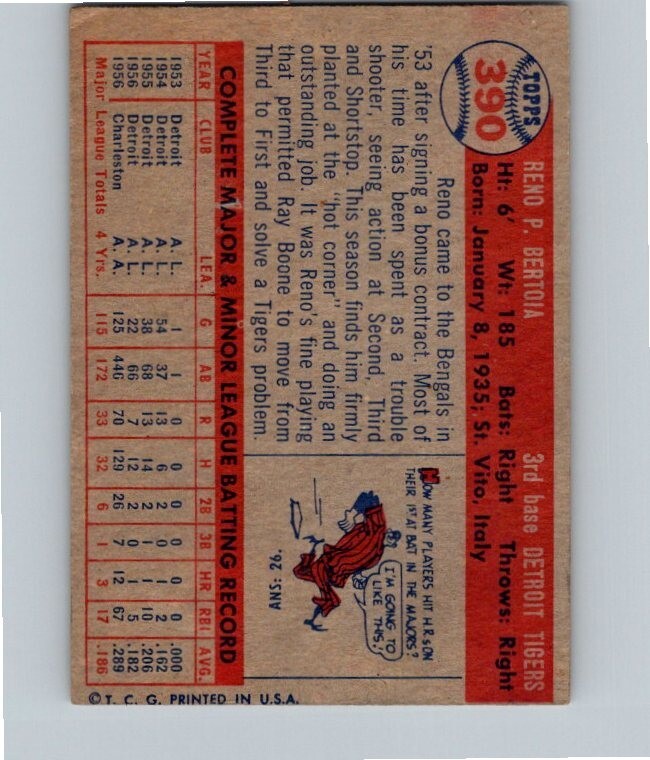 TOPPS
390
RENO P. BERTOIA 3rd base DETROIT TIGERS
Ht: 6' Wt: 185 Bats: Right Throws: Right
Born: January 8, 1935; St. Vito, Italy
Reno came to the Bengals in
'53 after signing a bonus contract. Most of
his time has been spent as a trouble
shooter, seeing action at Second, Third
and Shortstop. This season finds him firmly
planted at the "hot corner" and doing an
outstanding job. It was Reno's fine playing
that permitted Ray Boone to move from
Third to First and solve a Tigers problem.
HOW MANY PLAYERS HIT H.R.s ON
THEIR 1ST AT BAT IN THE MAJORS?
I'M GOING TO
LIKE THIS!
ANS: 26.
COMPLETE MAJOR & MINOR LEAGUE BATTING RECORD
YEAR CLUB LEA. G AB R H 2B 3B HR RBI AVG.
1953 Detroit A. L. 1 1 0 0 0 0 0 0 .000
1954 Detroit A. L. 54 37 13 6 2 0 1 2 .162
1955 Detroit A. L. 38 68 13 14 2 1 1 10 .206
1956 Detroit A. L. 22 66 7 12 2 0 1 5 .182
1956 Charleston A. A. 125 446 70 129 26 7 12 67 .289
Major League Totals 4 Yrs. 115 172 33 32 6 1 3 17 .186
© T. C. G. PRINTED IN U.S.A.